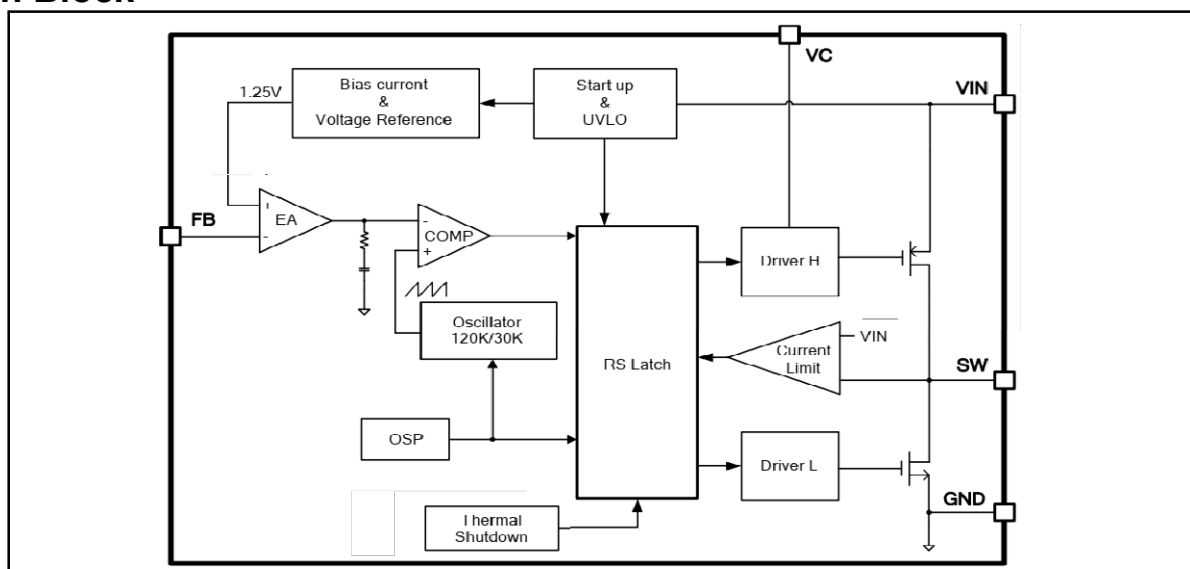 Block
VC
VIN
1.25V
Bias current
&
Voltage Reference
Start up
&
UVLO
FB
+
EA
-
-
COMP
+
Driver H
Oscillator
120K/30K
RS Latch
VIN
Current
Limit
SW
OSP
Driver L
GND
Thermal
Shutdown